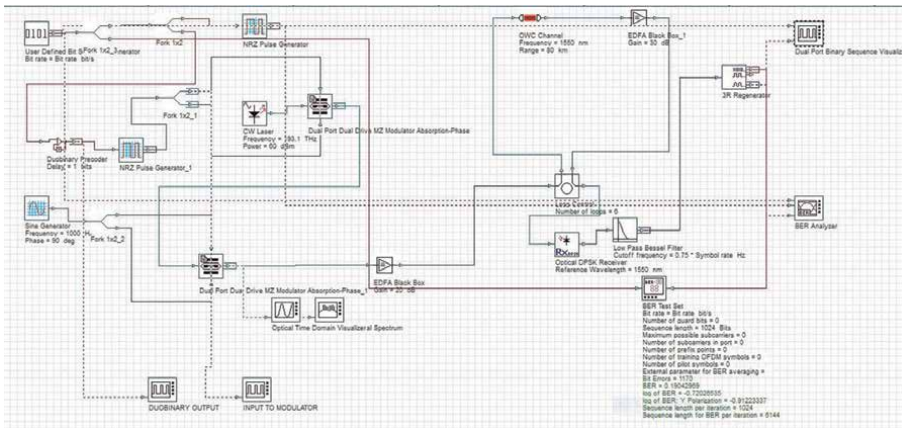 0101
User Defined Bit S
Bit rate = Bit rate bit/s
Fork 1x2
NRZ Pulse Generator
OWC Channel
Frequency = 1550 nm
Range = 80 km
EDFA Black Box_1
Gain = 30 dB
Dual Port Binary Sequence Visualiz
3R Regenerator
Fork 1x2_1
CW Laser
Frequency = 193.1 THz
Power = 60 dBm
Dual Port Dual Drive MZ Modulator Absorption-Phase
Duobinary Precoder
Delay = 1 bits
NRZ Pulse Generator_1
Sine Generator
Frequency = 1000
Phase = 90 deg
Fork 1x2_2
Loss Control
Number of loops = 6
BER Analyzer
Low Pass Bessel Filter
Cutoff frequency = 0.75 * Symbol rate Hz
Rx
Optical DPSK Receiver
Reference Wavelength = 1550 nm
EDFA Black Box
Gain = 20 dB
Dual Port Dual Drive MZ Modulator Absorption-Phase_1
Optical Time Domain Visualizer
Spectrum
BER Test Set
Bit rate = Bit rate bit/s
Number of guard bits = 0
Sequence length = 1024 Bits
Maximum possible subcarriers = 0
Number of subcarriers in port = 0
Number of prefix points = 0
Number of training OFDM symbols = 0
Number of pilot symbols = 0
External parameter for BER averaging =
Bit Errors = 1170
BER = 0.19042969
log of BER = -0.72026535
log of BER, Y Polarisation = -0.91223337
Sequence length per iteration = 1024
Sequence length for BER per iteration = 6144
DUOBINARY OUTPUT
INPUT TO MODULATOR